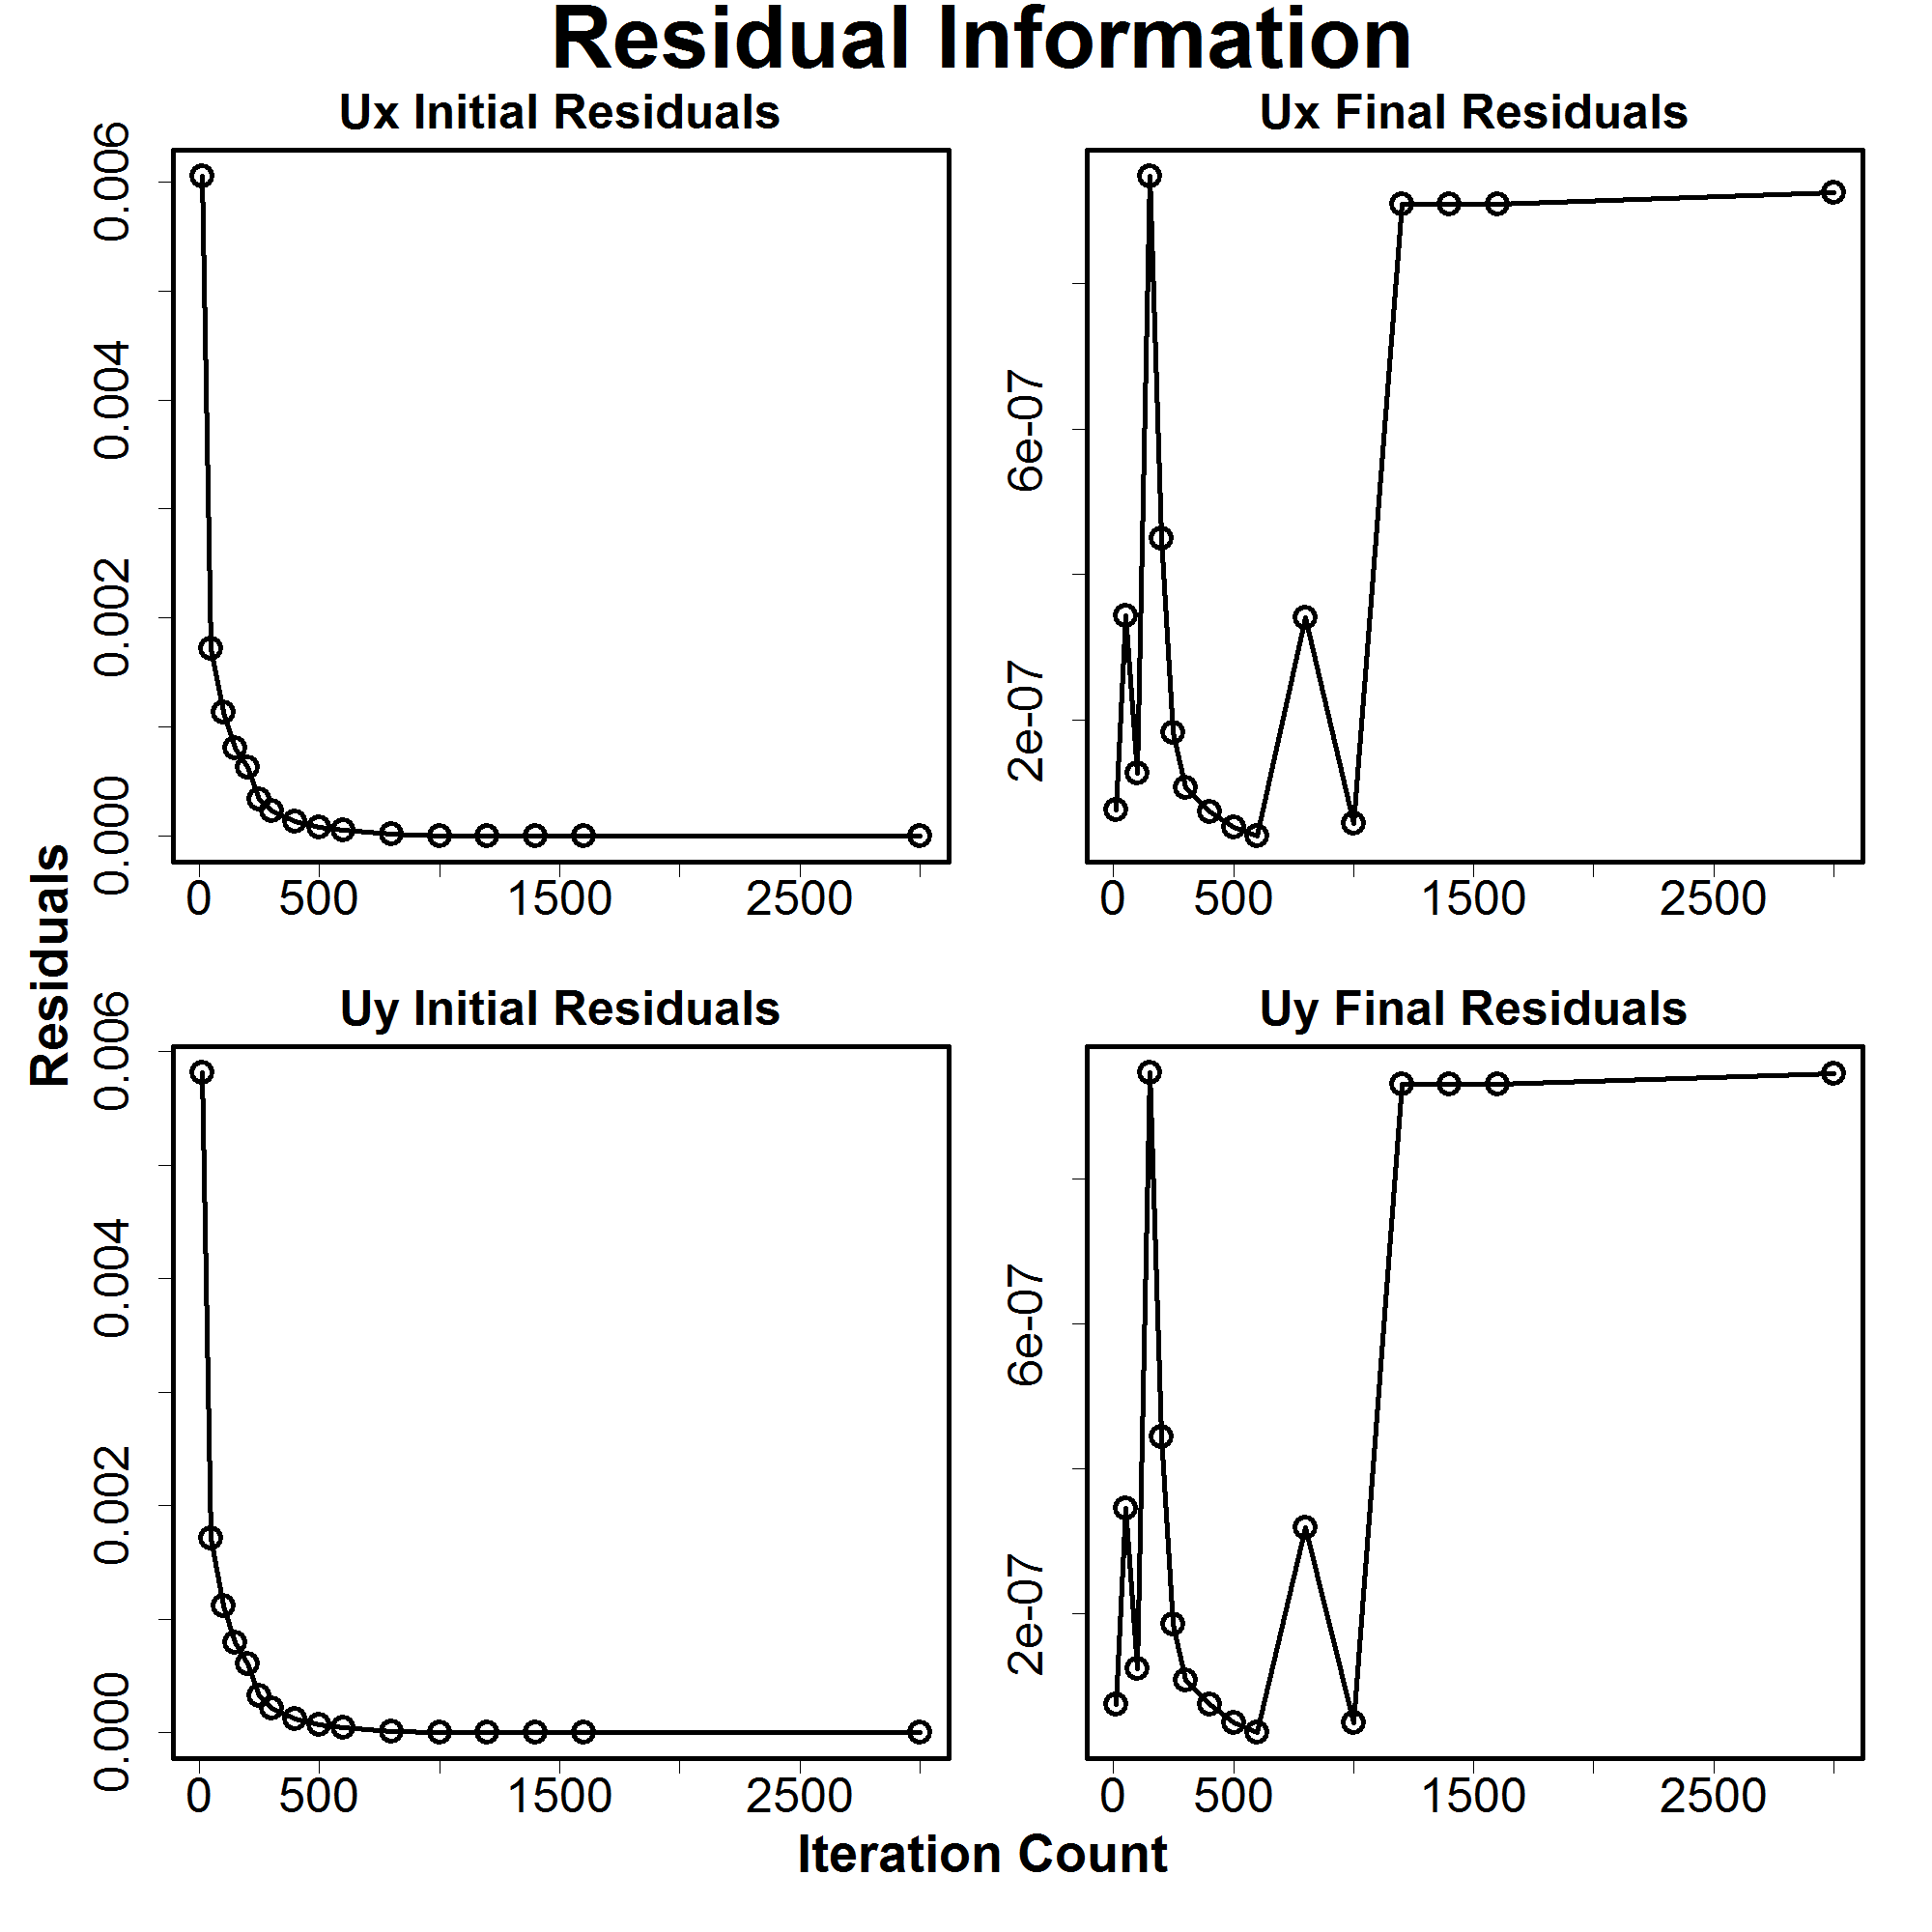 Residual Information
Ux Initial Residuals
0.006
0.004
0.002
0.000
0 500 1500 2500
Ux Final Residuals
6e-07
2e-07
0 500 1500 2500
Residuals
Uy Initial Residuals
0.006
0.004
0.002
0.000
0 500 1500 2500
Uy Final Residuals
6e-07
2e-07
0 500 1500 2500
Iteration Count